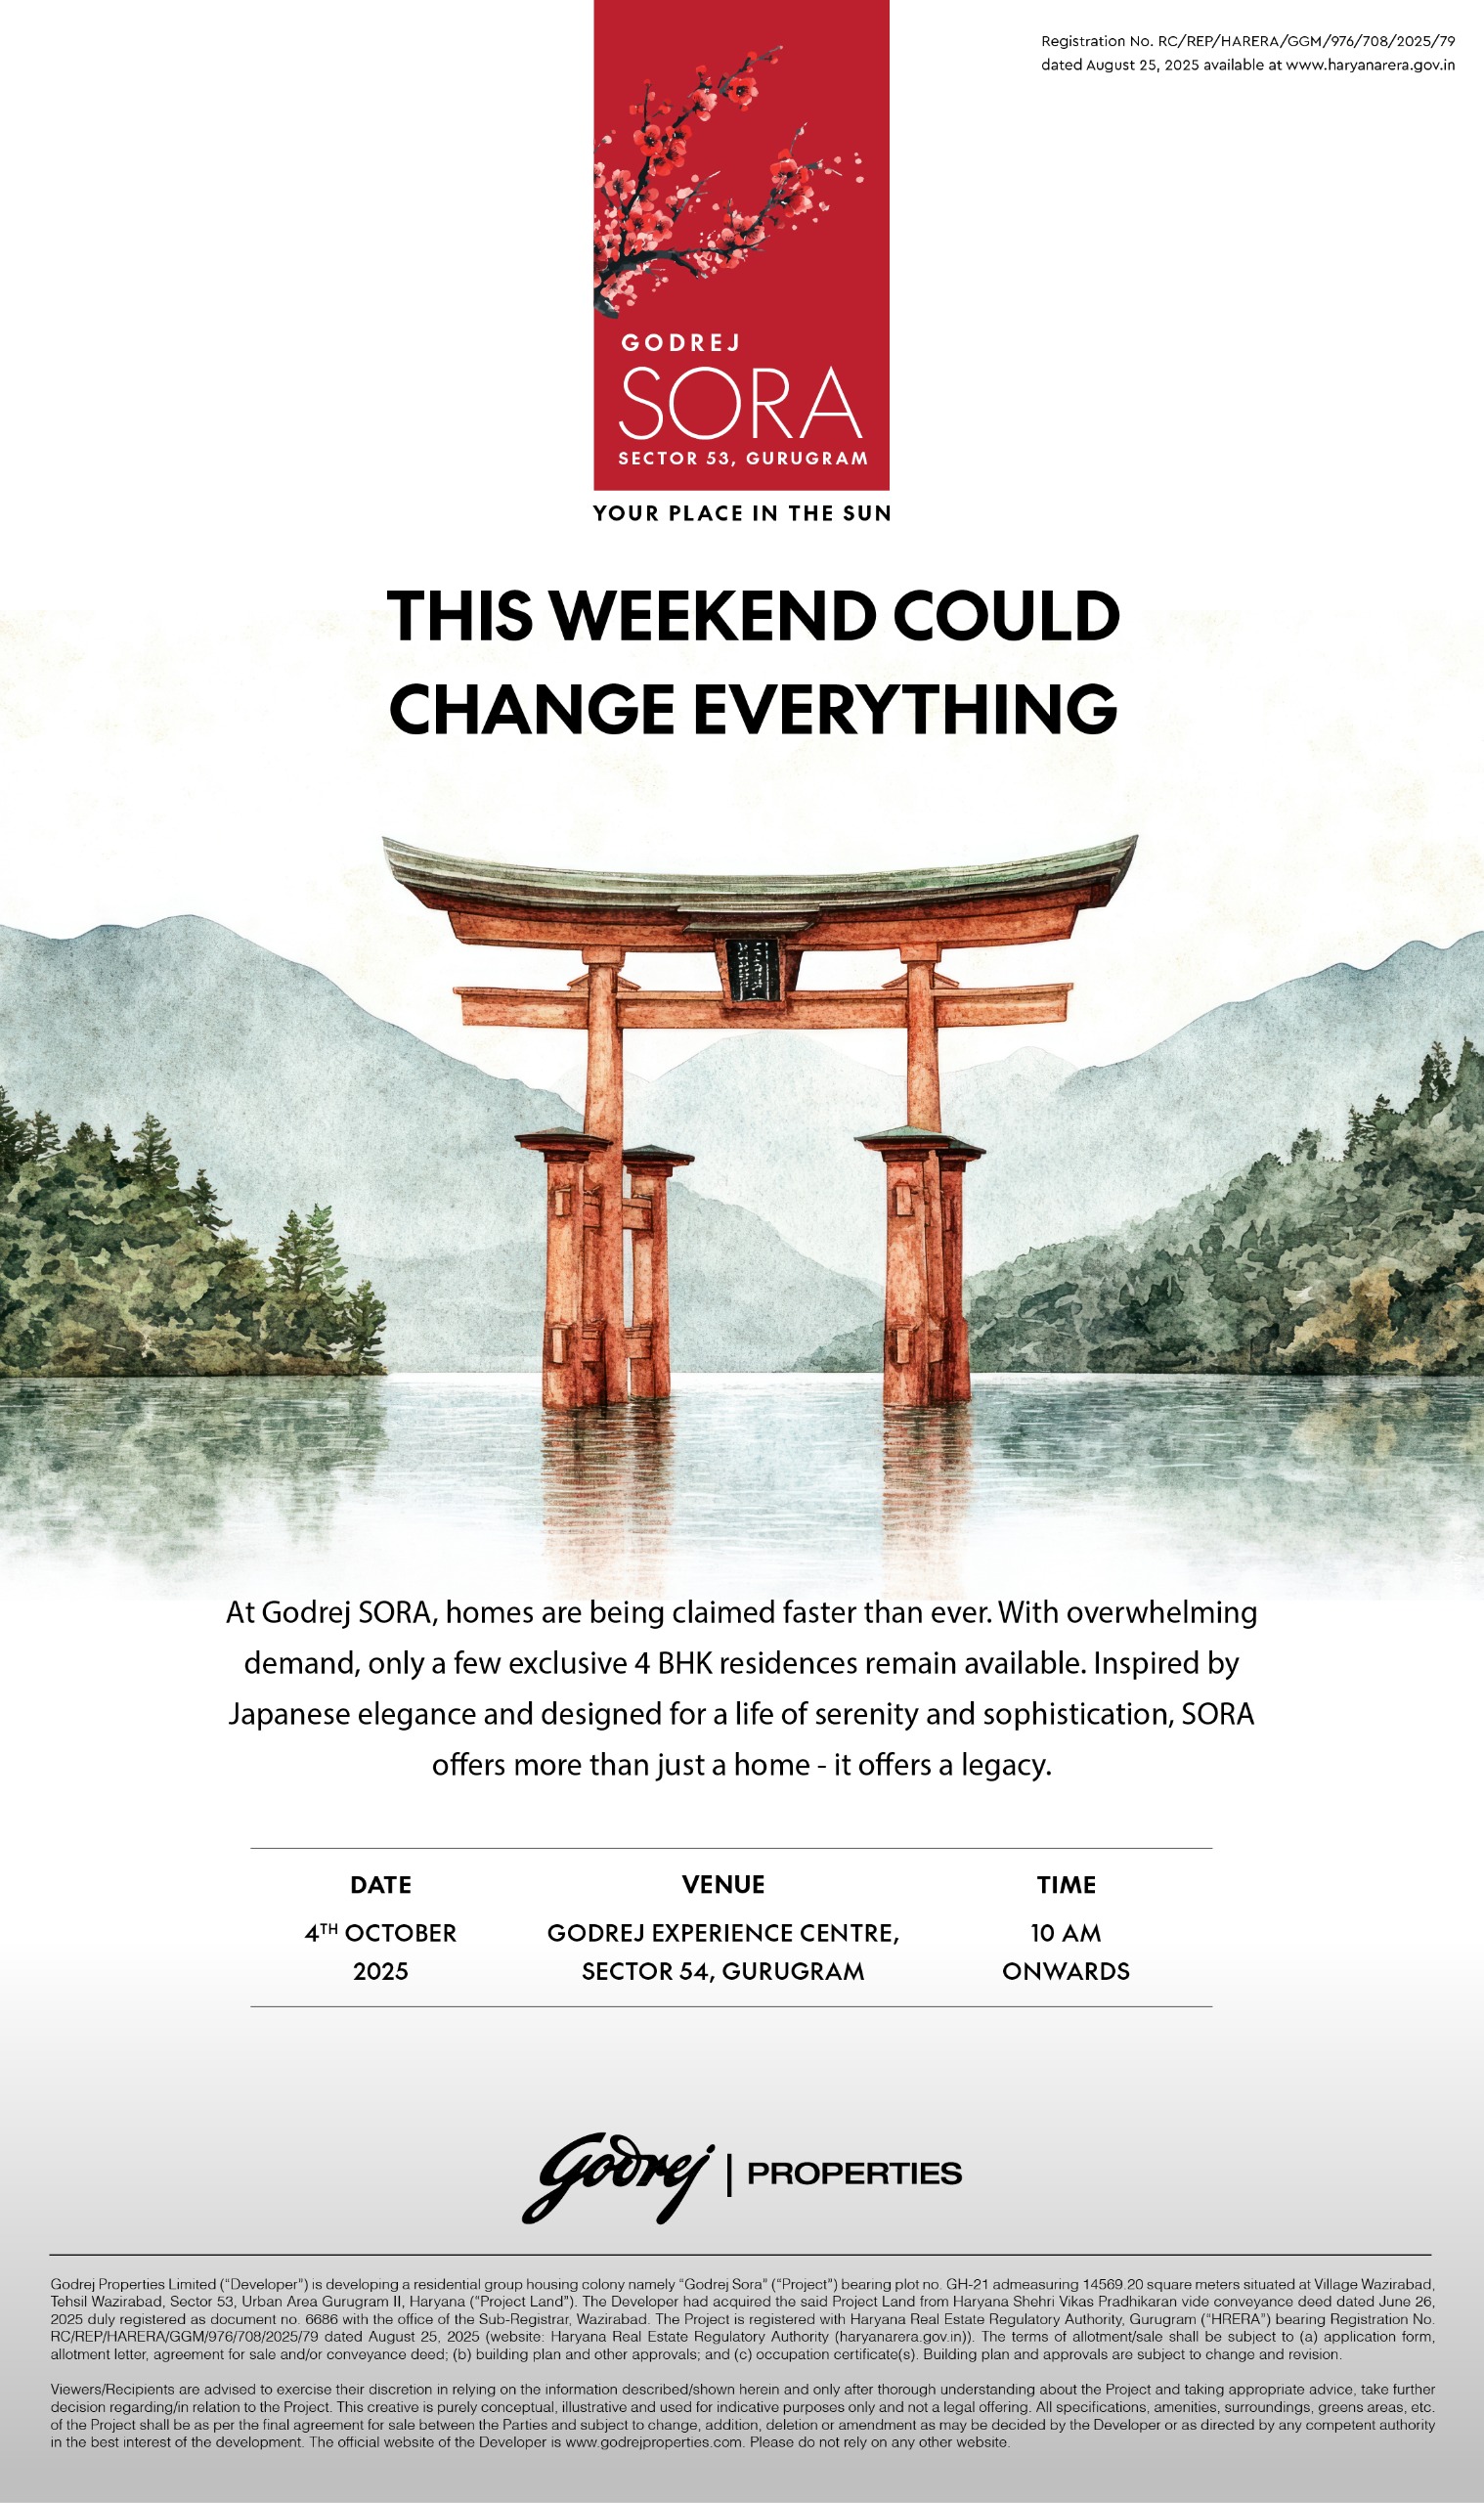 Registration No. RC/REP/HARERA/GGM/976/708/2025/79
dated August 25, 2025 available at www.haryanarera.gov.in
GODREJ
SORA
SECTOR 53, GURUGRAM
YOUR PLACE IN THE SUN
THIS WEEKEND COULD
CHANGE EVERYTHING
At Godrej SORA, homes are being claimed faster than ever. With overwhelming
demand, only a few exclusive 4 BHK residences remain available. Inspired by
Japanese elegance and designed for a life of serenity and sophistication, SORA
offers more than just a home - it offers a legacy.
DATE
4TH OCTOBER
2025
VENUE
GODREJ EXPERIENCE CENTRE,
SECTOR 54, GURUGRAM
TIME
10 AM
ONWARDS
Godrej | PROPERTIES
Godrej Properties Limited (“Developer”) is developing a residential group housing colony namely “Godrej Sora” (“Project”) bearing plot no. GH-21 admeasuring 14569.20 square meters situated at Village Wazirabad,
Tehsil Wazirabad, Sector 53, Urban Area Gurugram II, Haryana (“Project Land”). The Developer had acquired the said Project Land from Haryana Shehri Vikas Pradhikaran vide conveyance deed dated June 26,
2025 duly registered as document no. 6686 with the office of the Sub-Registrar, Wazirabad. The Project is registered with Haryana Real Estate Regulatory Authority, Gurugram (“HRERA”) bearing Registration No.
RC/REP/HARERA/GGM/976/708/2025/79 dated August 25, 2025 (website: Haryana Real Estate Regulatory Authority (haryanarera.gov.in)). The terms of allotment/sale shall be subject to (a) application form,
allotment letter, agreement for sale and/or conveyance deed; (b) building plan and other approvals; and (c) occupation certificate(s). Building plan and approvals are subject to change and revision.
Viewers/Recipients are advised to exercise their discretion in relying on the information described/shown herein and only after thorough understanding about the Project and taking appropriate advice, take further
decision regarding/in relation to the Project. This creative is purely conceptual, illustrative and used for indicative purposes only and not a legal offering. All specifications, amenities, surroundings, greens areas, etc.
of the Project shall be as per the final agreement for sale between the Parties and subject to change, addition, deletion or amendment as may be decided by the Developer or as directed by any competent authority
in the best interest of the development. The official website of the Developer is www.godrejproperties.com. Please do not rely on any other website.